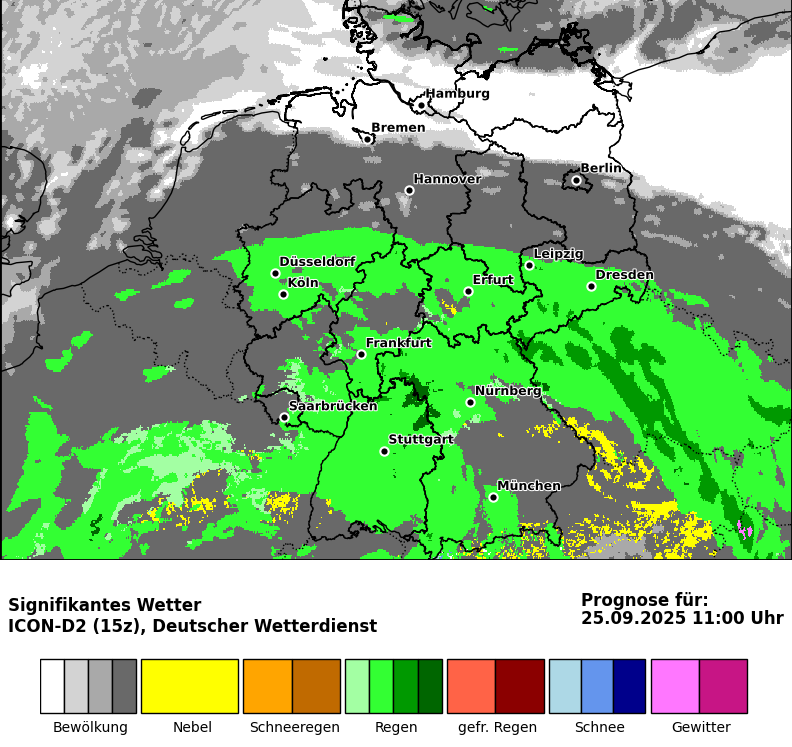 Hamburg
Bremen
Berlin
Hannover
Leipzig
Düsseldorf
Dresden
Erfurt
Köln
Frankfurt
Nürnberg
Saarbrücken
Stuttgart
München
Signifikantes Wetter
ICON-D2 (15z), Deutscher Wetterdienst
Prognose für:
25.09.2025 11:00 Uhr
Bewölkung Nebel Schneeregen Regen gefr. Regen Schnee Gewitter